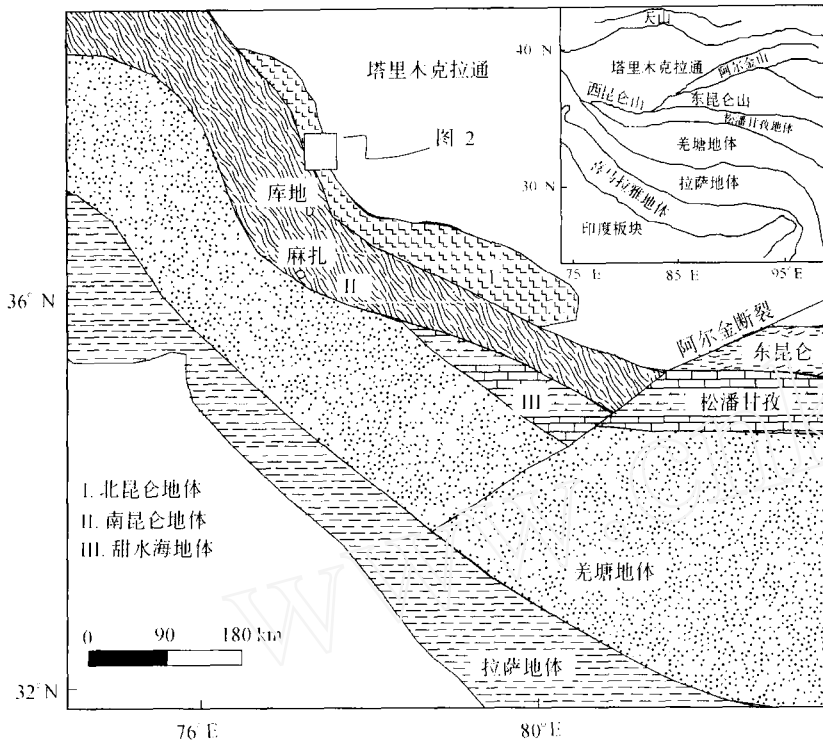 塔里木克拉通
图 2
库地
麻扎
II
I
III
36° N
32° N
76° E
80° E
阿尔金断裂
东昆仑
松潘甘孜
羌塘地体
拉萨地体
I. 北昆仑地体
II. 南昆仑地体
III. 甜水海地体
0 90 180 km
天山
40 N
塔里木克拉通
阿尔金山
西昆仑山
东昆仑山
松潘甘孜地体
羌塘地体
拉萨地体
30 N
喜马拉雅地体
印度板块
75 E 85 E 95° E